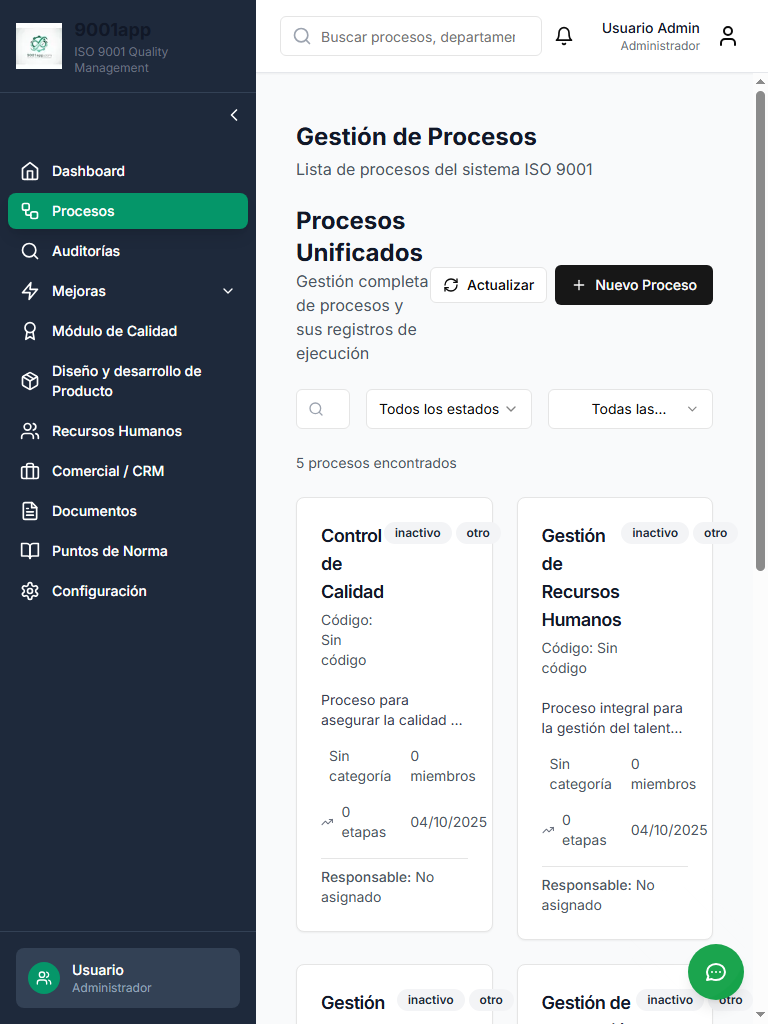 9001app
ISO 9001 Quality
Management
Buscar procesos, departamen
Usuario Admin
Administrador
Dashboard
Procesos
Auditorías
Mejoras
Módulo de Calidad
Diseño y desarrollo de
Producto
Recursos Humanos
Comercial / CRM
Documentos
Puntos de Norma
Configuración
Usuario
Administrador
Gestión de Procesos
Lista de procesos del sistema ISO 9001
Procesos
Unificados
Gestión completa
de procesos y
sus registros de
ejecución
Actualizar
Nuevo Proceso
Todos los estados
Todas las...
5 procesos encontrados
Control
de
Calidad
inactivo
otro
Código:
Sin
código
Proceso para
asegurar la calidad ...
Sin
categoría
0
miembros
0
etapas
04/10/2025
Responsable: No
asignado
Gestión
de
Recursos
Humanos
inactivo
otro
Código: Sin
código
Proceso integral para
la gestión del talent...
Sin
categoría
0
miembros
0
etapas
04/10/2025
Responsable: No
asignado
Gestión
inactivo
otro
Gestión de
inactivo
otro